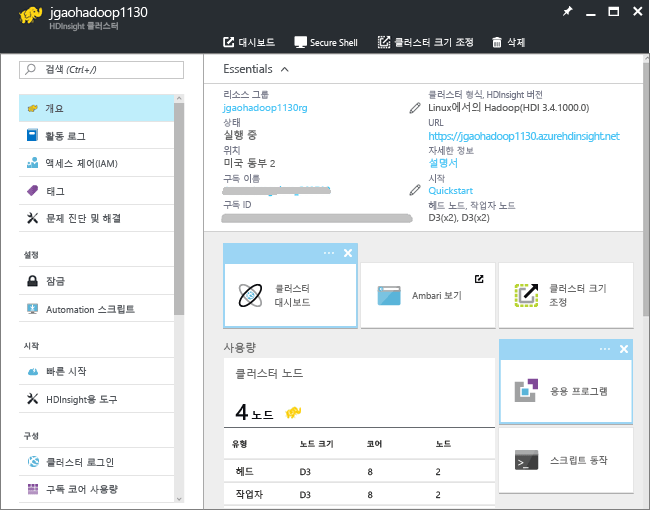 jgaohadoop1130
HDInsight 클러스터
대시보드
Secure Shell
클러스터 크기 조정
삭제
검색 (Ctrl+/)
개요
활동 로그
액세스 제어(IAM)
태그
문제 진단 및 해결
설정
잠금
Automation 스크립트
시작
빠른 시작
HDInsight용 도구
구성
클러스터 로그인
구독 코어 사용량
Essentials
리소스 그룹
jgaohadoop1130rg
상태
실행 중
위치
미국 동부 2
구독 이름
구독 ID
클러스터 형식, HDInsight 버전
Linux에서의 Hadoop(HDI 3.4.1000.0)
URL
https://jgaohadoop1130.azurehdinsight.net
자세한 정보
설명서
시작
Quickstart
헤드 노드, 작업자 노드
D3(x2), D3(x2)
클러스터
대시보드
Ambari 보기
클러스터 크기
조정
사용량
클러스터 노드
4 노드
유형 노드 크기 코어 노드
헤드 D3 8 2
작업자 D3 8 2
응용 프로그램
스크립트 동작